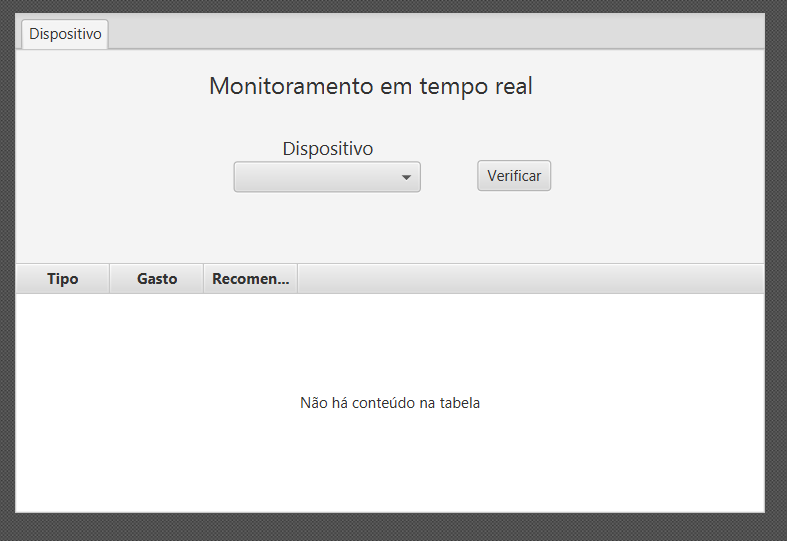 Dispositivo
Monitoramento em tempo real
Dispositivo
Verificar
Tipo Gasto Recomen...
Não há conteúdo na tabela